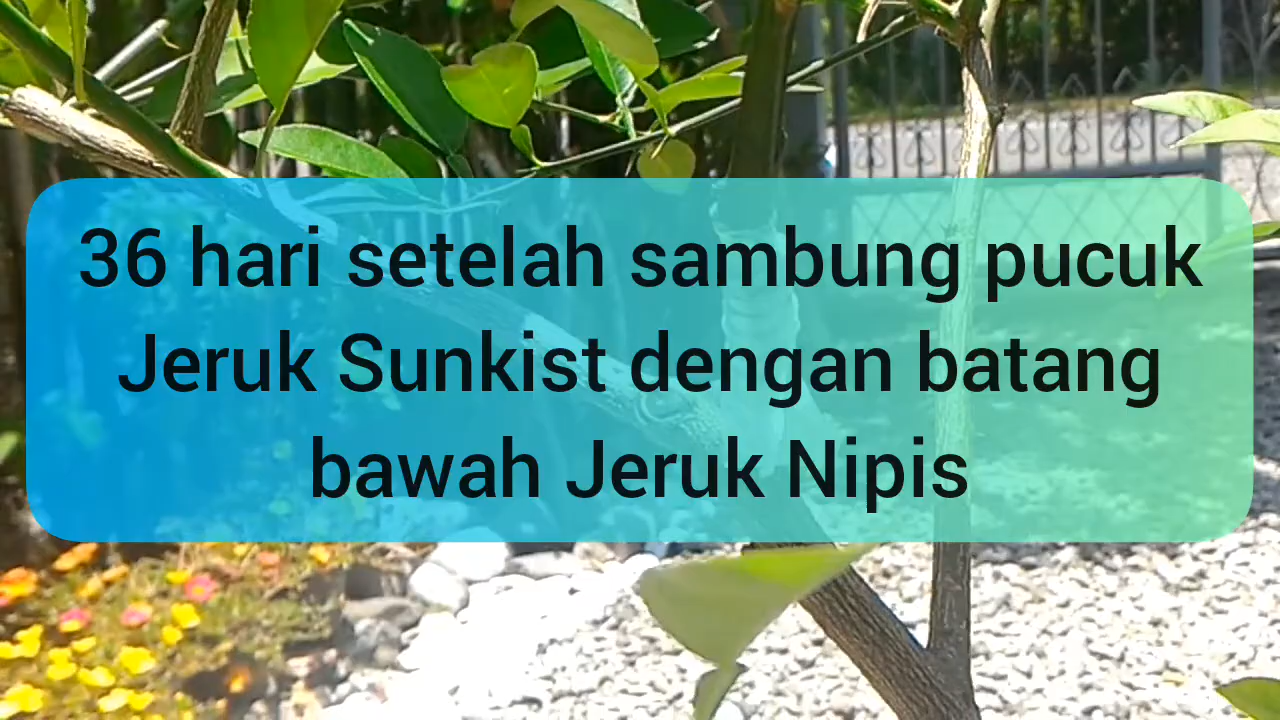 36 hari setelah sambung pucuk
Jeruk Sunkist dengan batang
bawah Jeruk Nipis